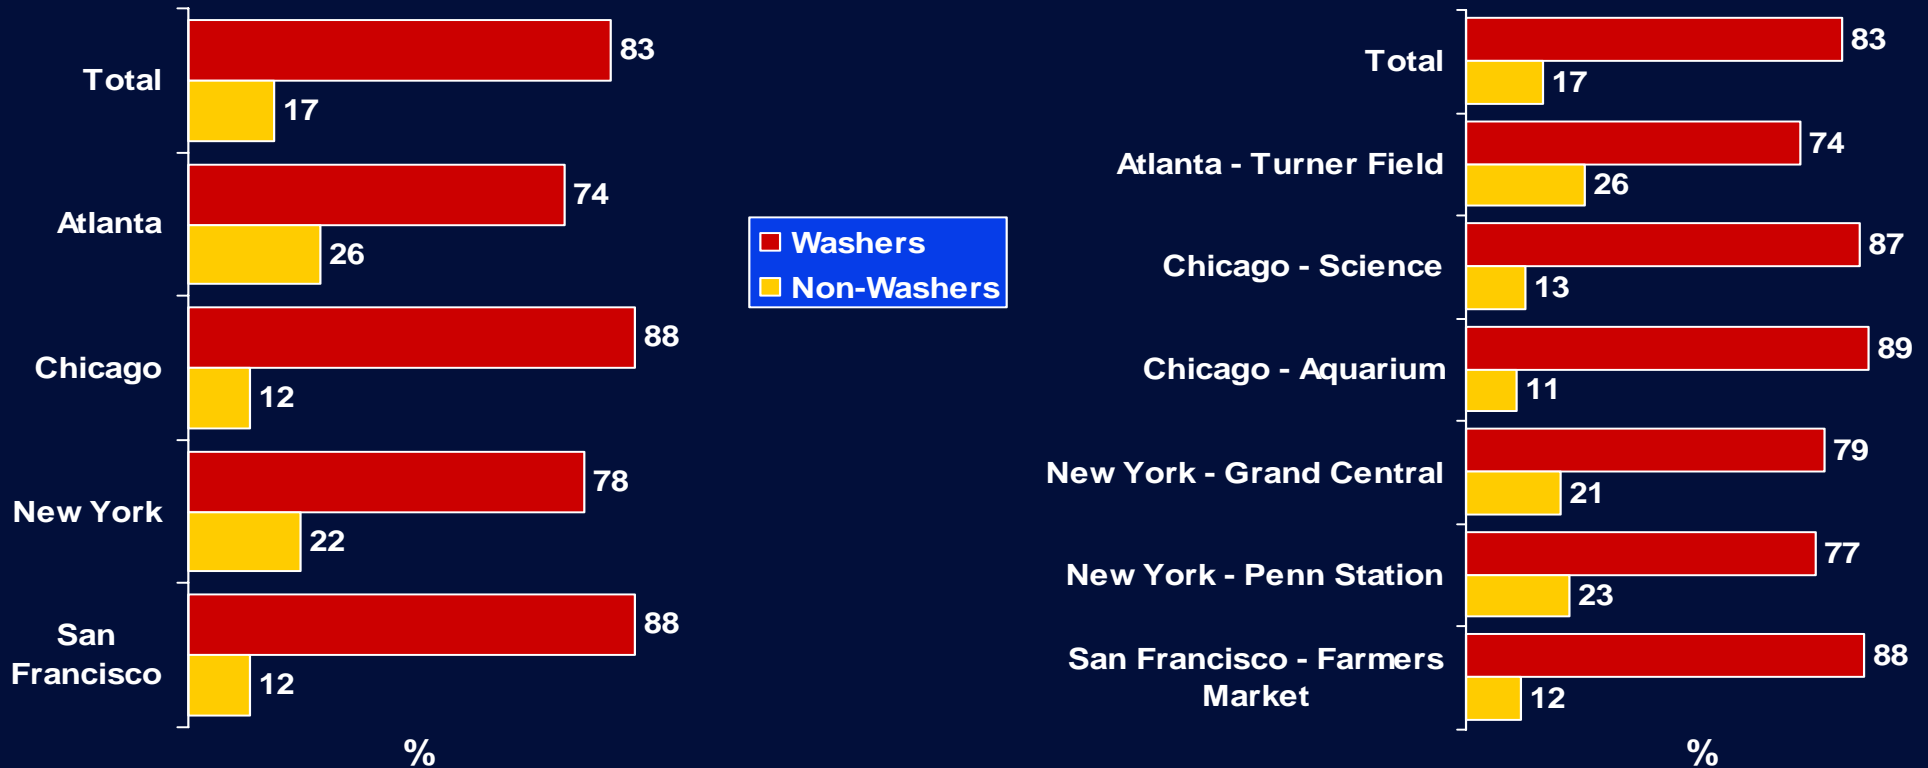 Total
83
17
Atlanta
74
26
Chicago
88
12
New York
78
22
San
Francisco
88
12
%
Washers
Non-Washers
Total
83
17
Atlanta - Turner Field
74
26
Chicago - Science
87
13
Chicago - Aquarium
89
11
New York - Grand Central
79
21
New York - Penn Station
77
23
San Francisco - Farmers
Market
88
12
%